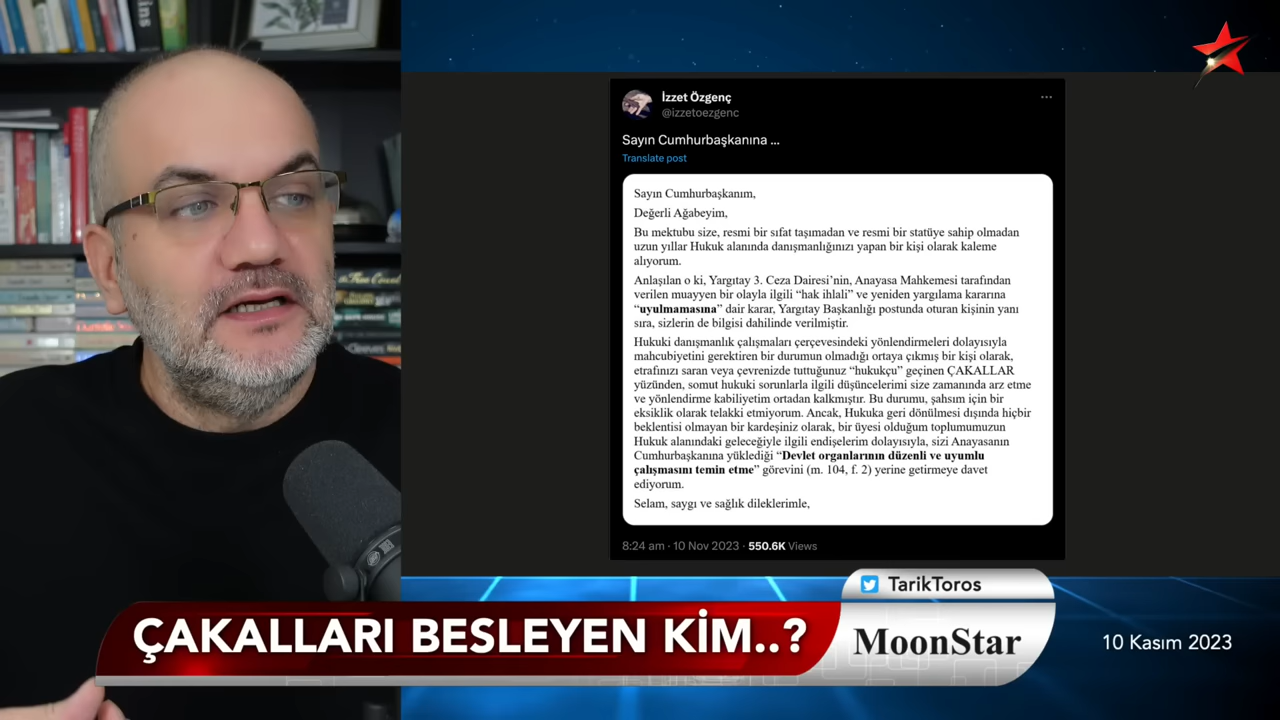 İzzet Özgenç
@izzetoezgenc
Sayın Cumhurbaşkanına ...
Translate post
Sayın Cumhurbaşkanım,
Değerli Ağabeyim,
Bu mektubu size, resmi bir sıfat taşımadan ve resmi bir statüye sahip olmadan
uzun yıllar Hukuk alanında danışmanlığınızı yapan bir kişi olarak kaleme
alıyorum.
Anlaşılan o ki, Yargıtay 3. Ceza Dairesi’nin, Anayasa Mahkemesi tarafından
verilen muayyen bir olayla ilgili “hak ihlali” ve yeniden yargılama kararına
“uyulmamasına” dair karar, Yargıtay Başkanlığı postunda oturan kişinin yanı
sıra, sizlerin de bilgisi dahilinde verilmiştir.
Hukuki danışmanlık çalışmaları çerçevesindeki yönlendirmeleri dolayısıyla
mahcubiyetini gerektiren bir durumun olmadığı ortaya çıkmış bir kişi olarak,
etrafınızı saran veya çevrenizde tuttuğunuz “hukukçu” geçinen ÇAKALLAR
yüzünden, somut hukuki sorunlarla ilgili düşüncelerimi size zamanında arz etme
ve yönlendirme kabiliyetim ortadan kalkmıştır. Bu durumu, şahsım için bir
eksiklik olarak telakki etmiyorum. Ancak, Hukuka geri dönülmesi dışında hiçbir
beklentisi olmayan bir kardeşiniz olarak, bir üyesi olduğum toplumumuzun
Hukuk alanındaki geleceğiyle ilgili endişelerim dolayısıyla, sizi Anayasanın
Cumhurbaşkanına yüklediği “Devlet organlarının düzenli ve uyumlu
çalışmasını temin etme” görevini (m. 104, f. 2) yerine getirmeye davet
ediyorum.
Selam, saygı ve sağlık dileklerimle,
8:24 am · 10 Nov 2023 · 550.6K Views
TarikToros
ÇAKALLARI BESLEYEN KİM..?
MoonStar
10 Kasım 2023